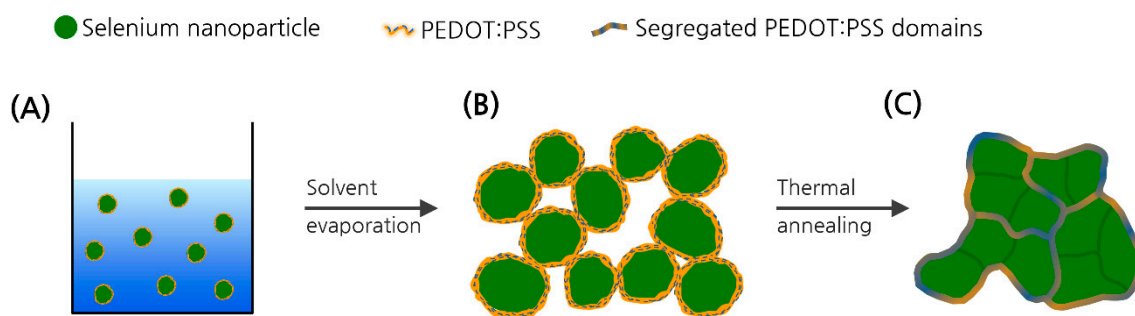 Selenium nanoparticle PEDOT:PSS Segregated PEDOT:PSS domains
(A)
(B)
(C)
Solvent
evaporation
Thermal
annealing